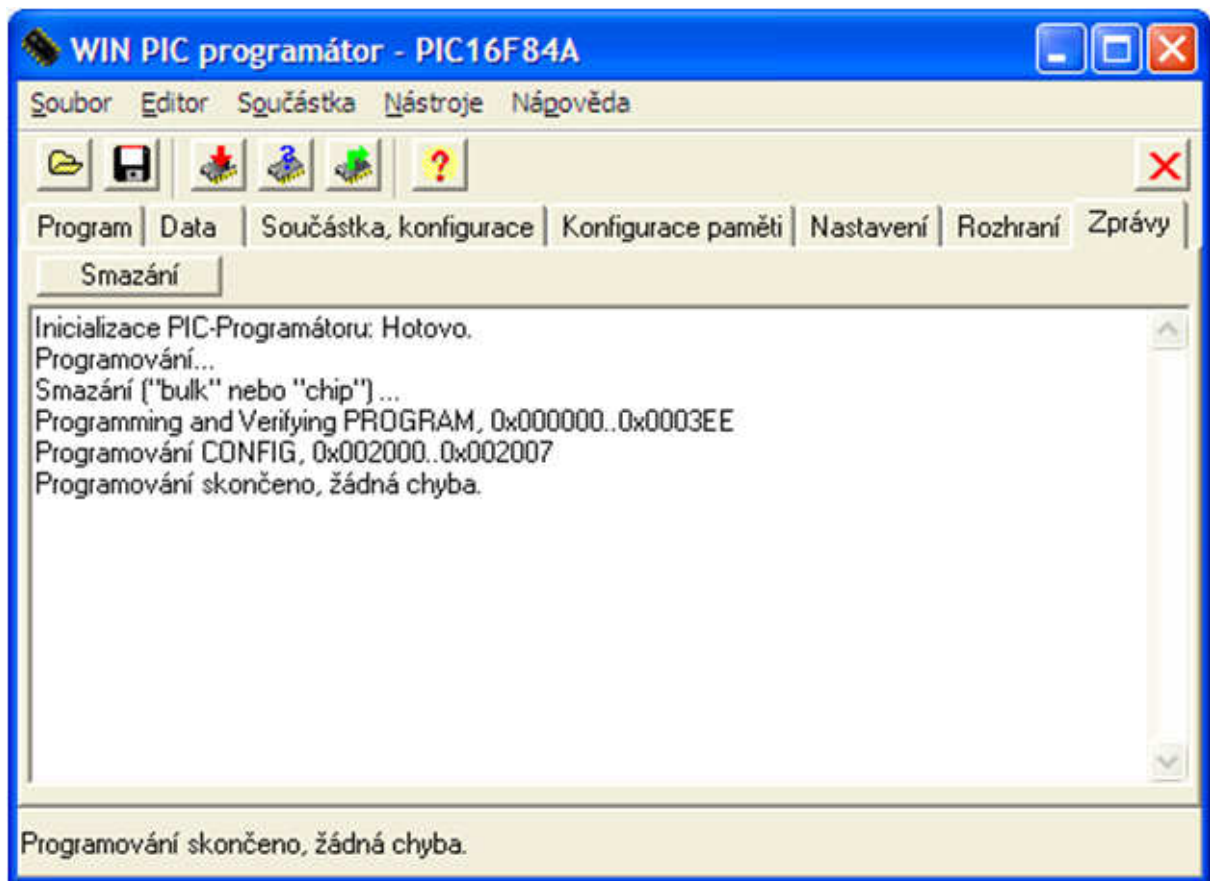 WIN PIC programátor - PIC16F84A
Soubor Editor Součástka Nástroje Nápověda
Program Data Součástka, konfigurace Konfigurace paměti Nastavení Rozhraní Zprávy
Smazání
Inicializace PIC-Programátoru: Hotovo.
Programování...
Smazání ("bulk" nebo "chip") ...
Programming and Verifying PROGRAM, 0x000000..0x0003EE
Programování CONFIG, 0x002000..0x002007
Programování skončeno, žádná chyba.
Programování skončeno, žádná chyba.